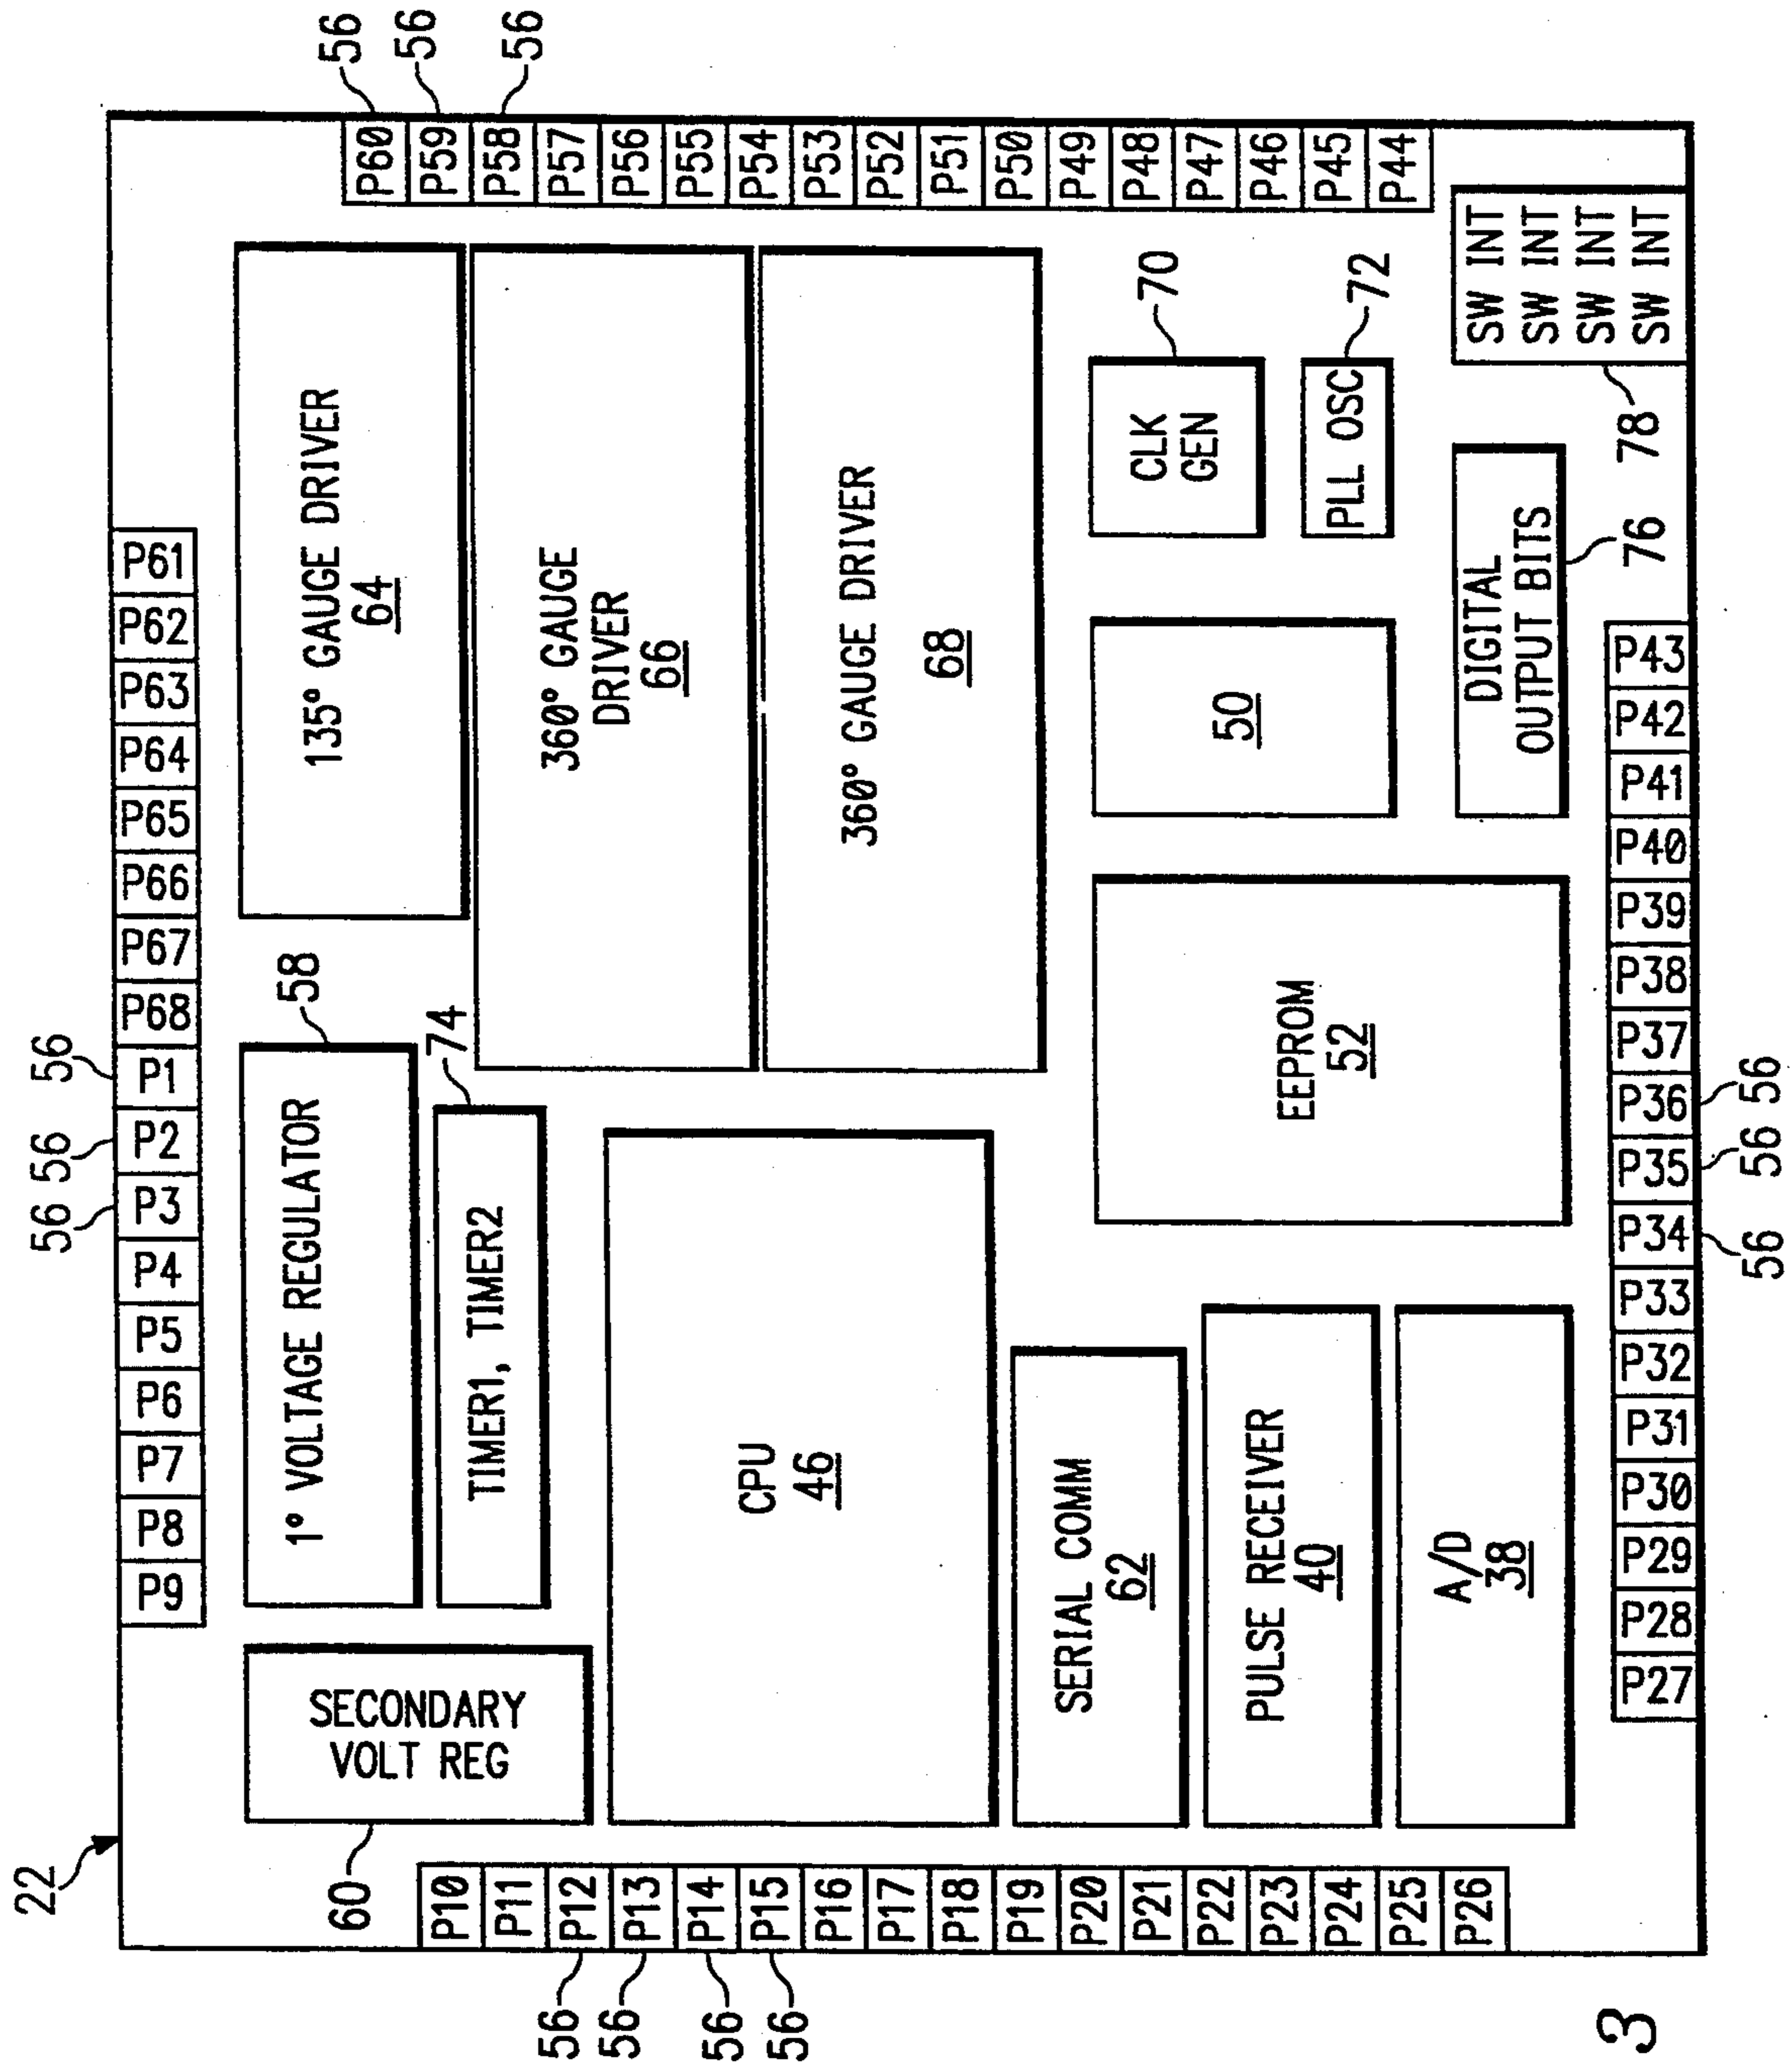 22
56
56
56
P9
P8
P7
P6
P5
P4
P3
P2
P1
P68
P67
P66
P65
P64
P63
P62
P61
60
SECONDARY
VOLT REG
1° VOLTAGE REGULATOR
58
TIMER1, TIMER2
74
135° GAUGE DRIVER
64
360° GAUGE
DRIVER
66
360° GAUGE DRIVER
68
CPU
46
SERIAL COMM
62
PULSE RECEIVER
40
A/D
38
EEPROM
52
50
CLK
GEN
70
PLL OSC
72
DIGITAL
OUTPUT BITS
76
SW INT
SW INT
SW INT
SW INT
78
P10
P11
P12
P13
P14
P15
P16
P17
P18
P19
P20
P21
P22
P23
P24
P25
P26
56
56
56
56
P60
P59
P58
P57
P56
P55
P54
P53
P52
P51
P50
P49
P48
P47
P46
P45
P44
56
56
56
P27
P28
P29
P30
P31
P32
P33
P34
P35
P36
P37
P38
P39
P40
P41
P42
P43
56
56
56
3